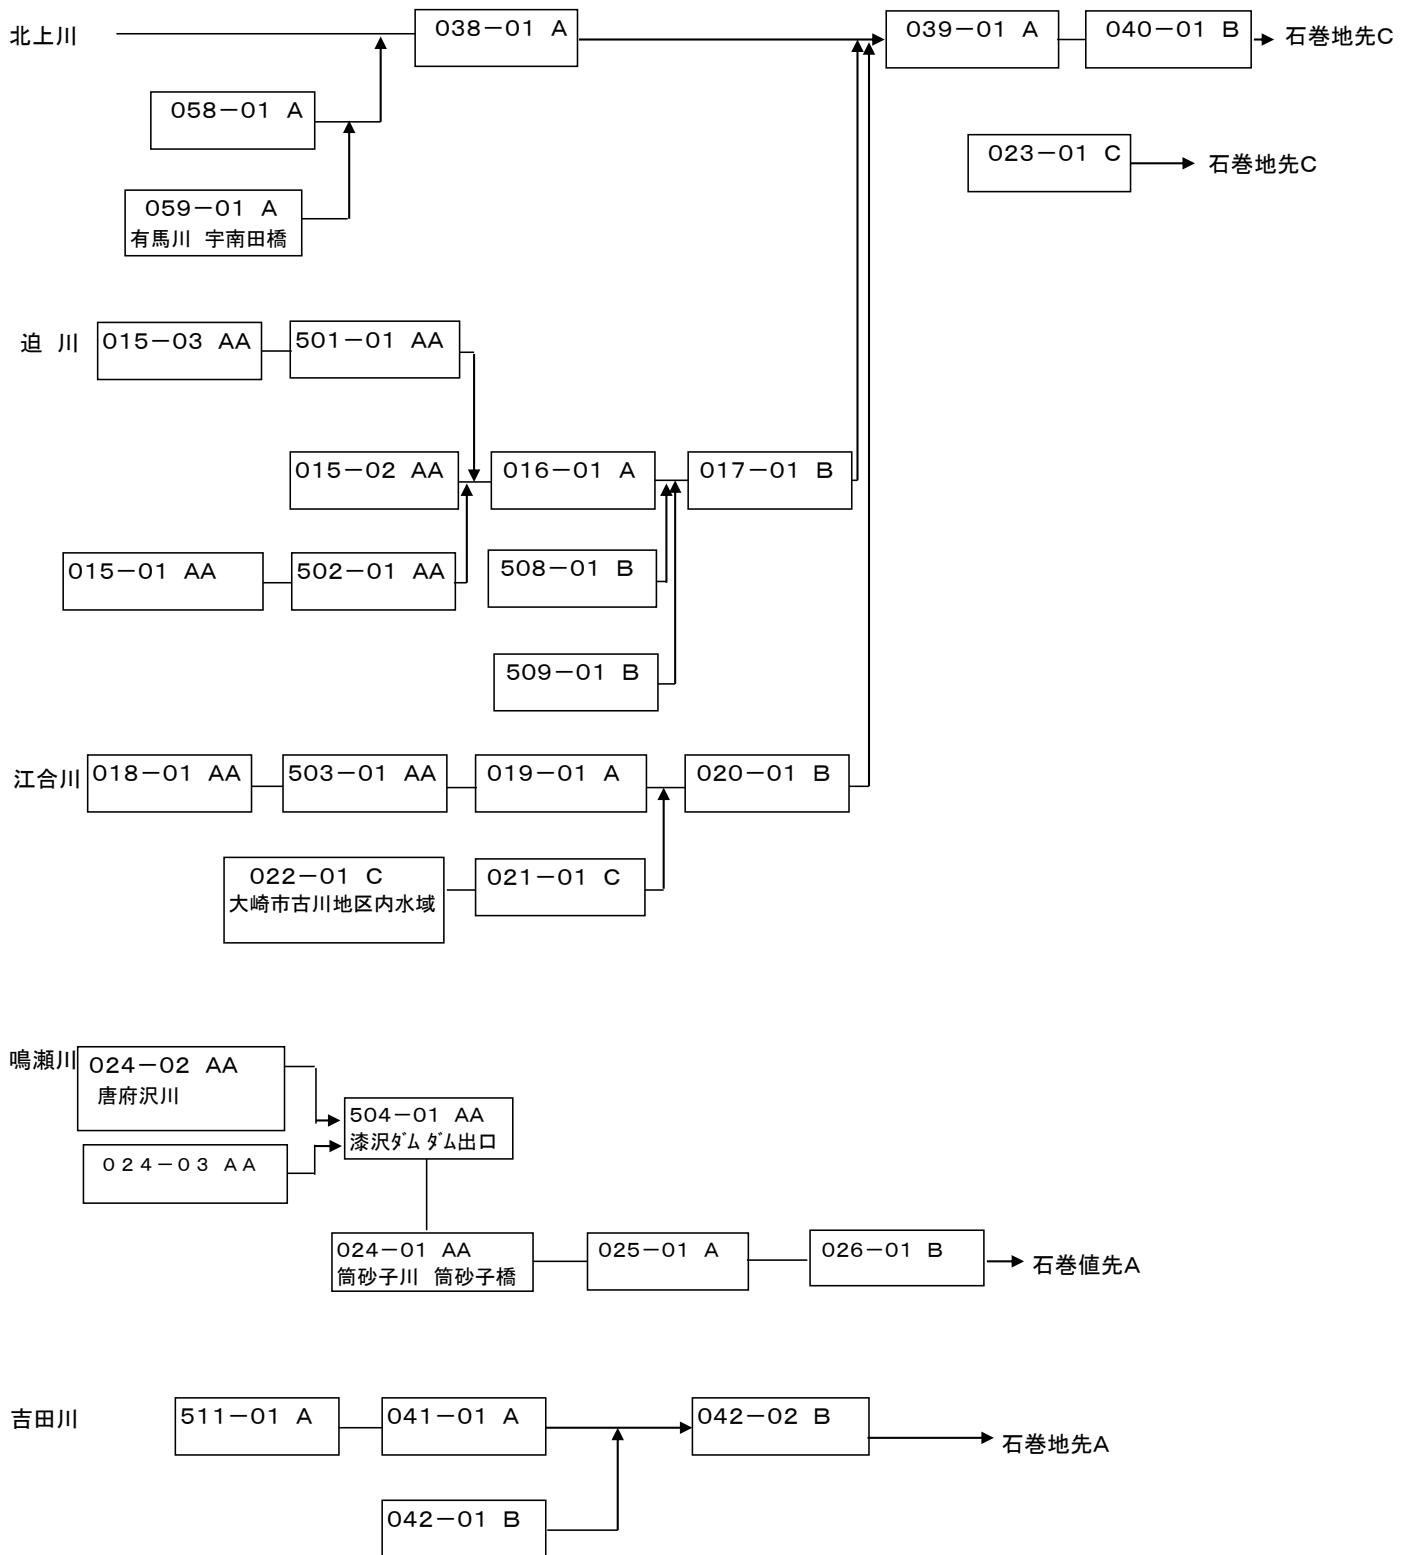 北上川
038－01 A
039－01 A
040－01 B
石巻地先C
058－01 A
023－01 C
石巻地先C
059－01 A
有馬川 宇南田橋
迫 川
015－03 AA
501－01 AA
015－02 AA
016－01 A
017－01 B
015－01 AA
502－01 AA
508－01 B
509－01 B
江合川
018－01 AA
503－01 AA
019－01 A
020－01 B
022－01 C
大崎市古川地区内水域
021－01 C
鳴瀬川
024－02 AA
唐府沢川
504－01 AA
漆沢ﾀﾞﾑ ﾀﾞﾑ出口
０２４－０３ ＡＡ
024－01 AA
筒砂子川 筒砂子橋
025－01 A
026－01 B
石巻値先A
吉田川
511－01 A
041－01 A
042－02 B
石巻地先A
042－01 B